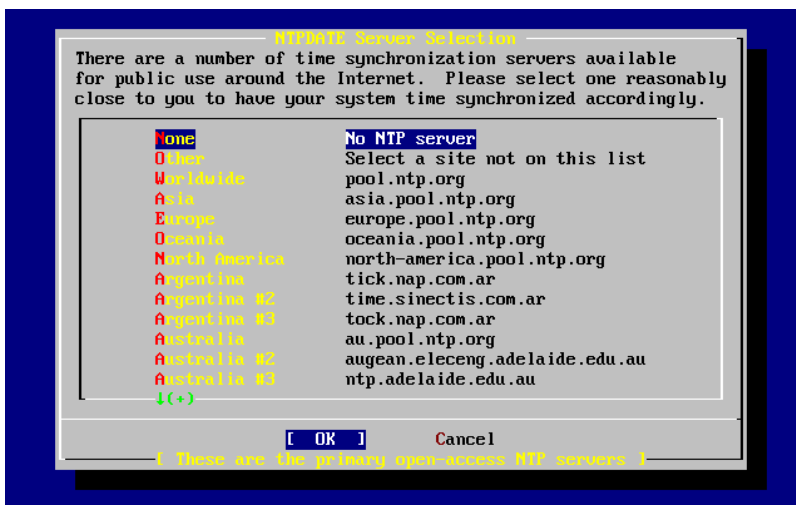 NTPDATE Server Selection
There are a number of time synchronization servers available
for public use around the Internet.  Please select one reasonably
close to you to have your system time synchronized accordingly.
None No NTP server
Other Select a site not on this list
Worldwide pool.ntp.org
Asia asia.pool.ntp.org
Europe europe.pool.ntp.org
Oceania oceania.pool.ntp.org
North America north-america.pool.ntp.org
Argentina tick.nap.com.ar
Argentina #2 time.sinectis.com.ar
Argentina #3 tock.nap.com.ar
Australia au.pool.ntp.org
Australia #2 augean.eleceng.adelaide.edu.au
Australia #3 ntp.adelaide.edu.au
↓(+)
[ OK ] Cancel
[ These are the primary open-access NTP servers ]